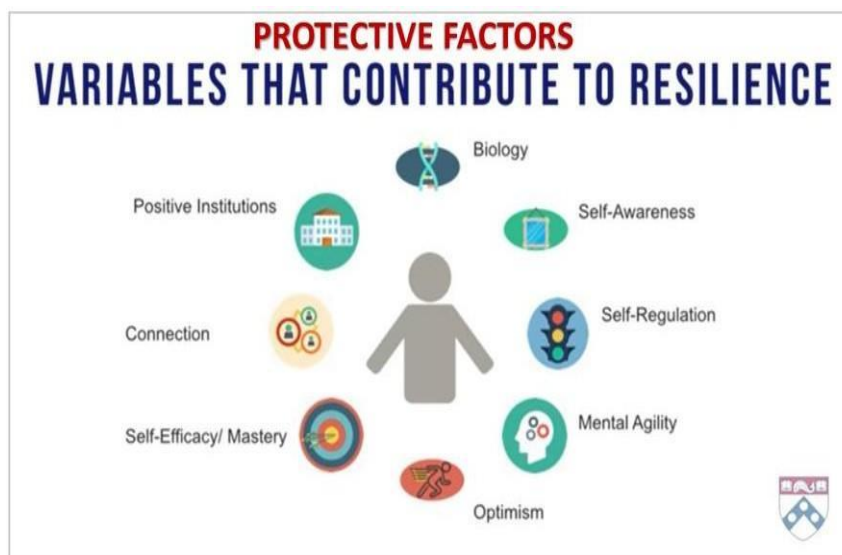 PROTECTIVE FACTORS
VARIABLES THAT CONTRIBUTE TO RESILIENCE
Biology
Positive Institutions
Self-Awareness
Connection
Self-Regulation
Self-Efficacy/ Mastery
Mental Agility
Optimism